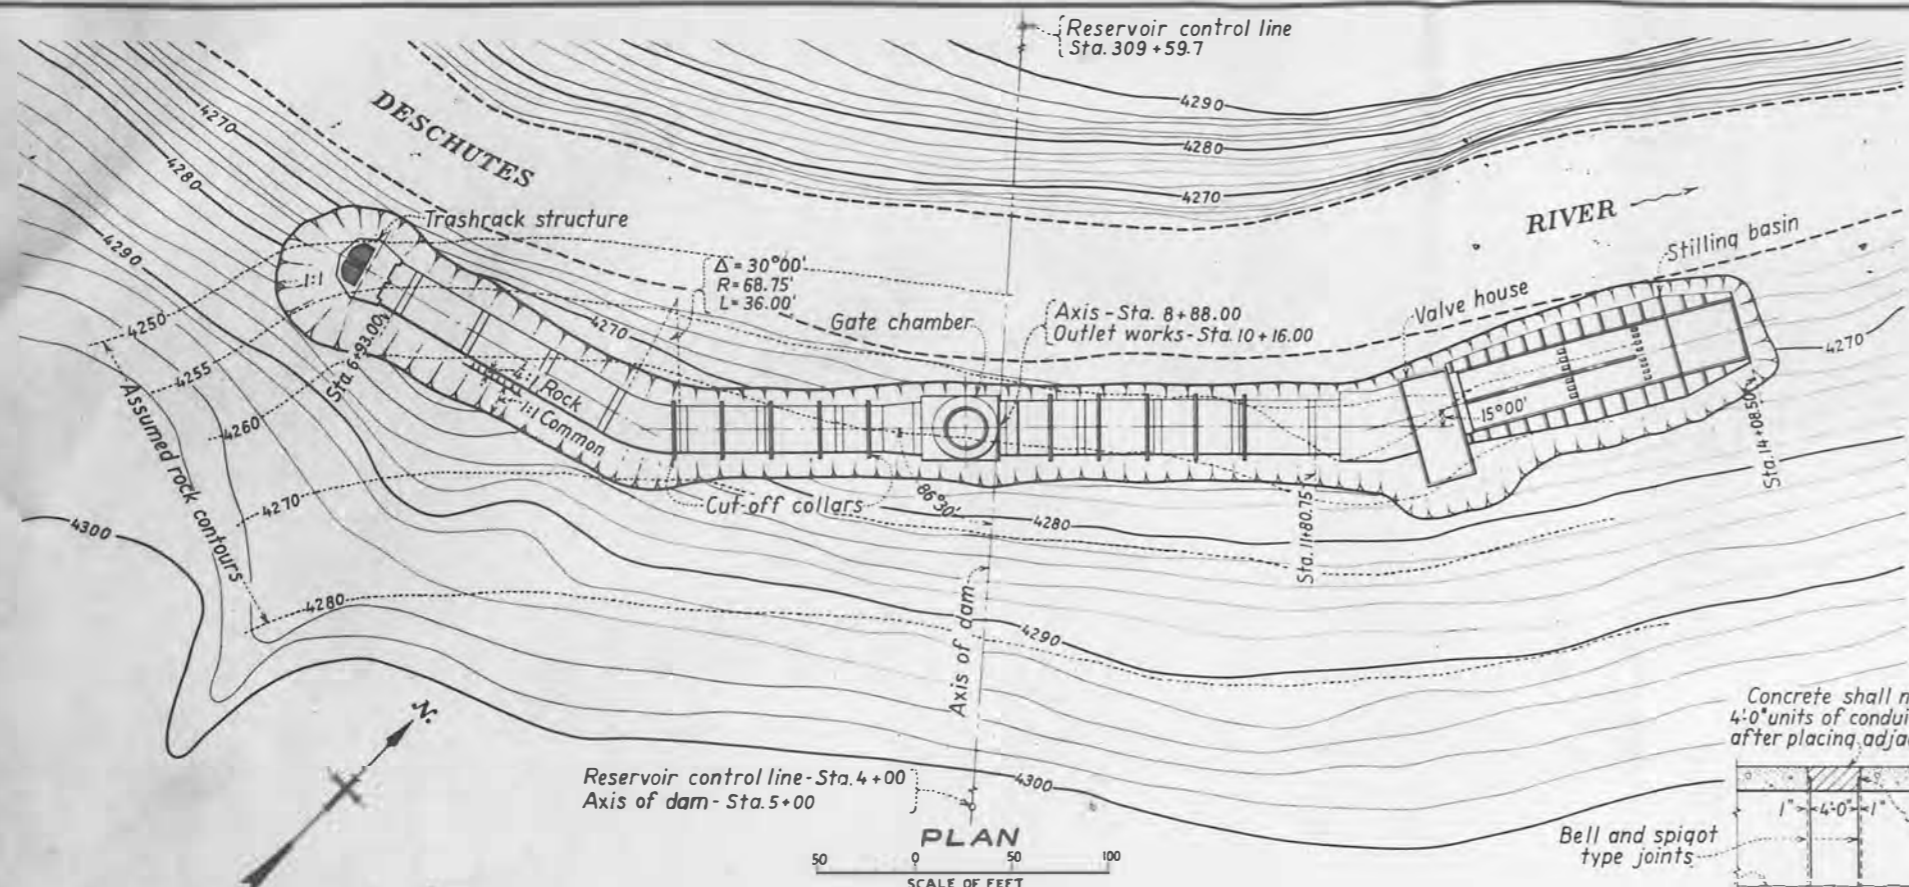 Reservoir control line
Sta. 309 + 59.7
DESCHUTES
RIVER
4270
4280
4290
4290
4280
4270
Trashrack structure
Δ = 30°00'
R = 68.75'
L = 36.00'
Gate chamber
Axis - Sta. 8 + 88.00
Outlet works - Sta. 10 + 16.00
Valve house
Stilling basin
1:1
4250
4255
4260
4270
4280
Assumed rock contours
Sta. 6+93.00
1:1 Rock
1:1 Common
4270
15°00'
4270
Sta. 14+08.50
Cut-off collars
86°30'
4280
Sta. 11+80.75
4300
4290
Axis of dam
N.
Reservoir control line - Sta. 4 + 00
Axis of dam - Sta. 5 + 00
4300
PLAN
50 0 50 100
SCALE OF FEET
Concrete shall n
4'-0" units of condui
after placing adja
1" 4'-0" 1"
Bell and spigot
type joints